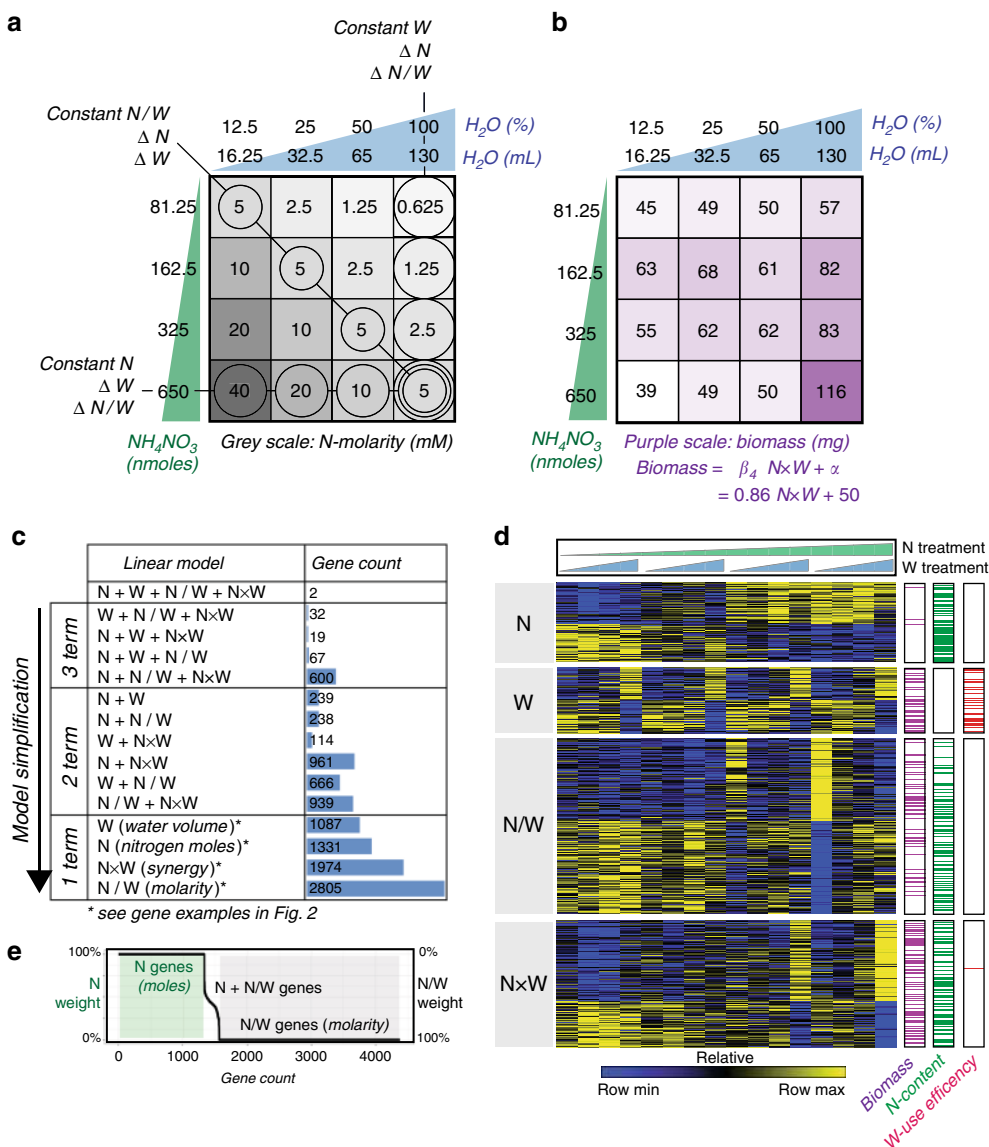 a
Constant W
Δ N
Δ N/W
Constant N/W
Δ N
Δ W
12.5 25 50 100 H2O (%)
16.25 32.5 65 130 H2O (mL)
81.25 5 2.5 1.25 0.625
162.5 10 5 2.5 1.25
325 20 10 5 2.5
Constant N
Δ W
Δ N/W
650 40 20 10 5
NH4NO3
(nmoles)
Grey scale: N-molarity (mM)
b
12.5 25 50 100 H2O (%)
16.25 32.5 65 130 H2O (mL)
81.25 45 49 50 57
162.5 63 68 61 82
325 55 62 62 83
650 39 49 50 116
NH4NO3
(nmoles)
Purple scale: biomass (mg)
Biomass = β4 N×W + α
= 0.86 N×W + 50
c
Linear model Gene count
N + W + N / W + N×W 2
W + N / W + N×W 32
N + W + N×W 19
N + W + N / W 67
N + N / W + N×W 600
N + W 239
N + N / W 238
W + N×W 114
N + N×W 961
W + N / W 666
N / W + N×W 939
W (water volume)* 1087
N (nitrogen moles)* 1331
N×W (synergy)* 1974
N / W (molarity)* 2805
Model simplification
3 term
2 term
1 term
* see gene examples in Fig. 2
d
N treatment
W treatment
N
W
N/W
N×W
Relative
Row min Row max
Biomass
N-content
W-use efficency
e
100%
N
weight
0%
N genes
(moles)
N + N/W genes
N/W genes (molarity)
0%
N/W
weight
100%
0 1000 2000 3000 4000
Gene count